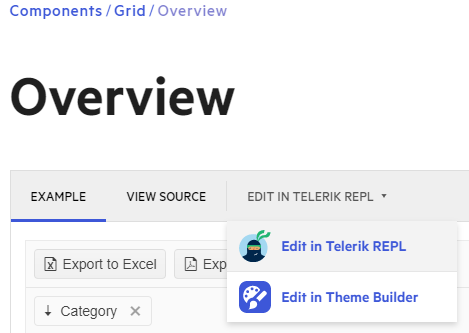 Components / Grid / Overview
Overview
EXAMPLE VIEW SOURCE EDIT IN TELERIK REPL
Edit in Telerik REPL
Export to Excel Exp
Edit in Theme Builder
Category